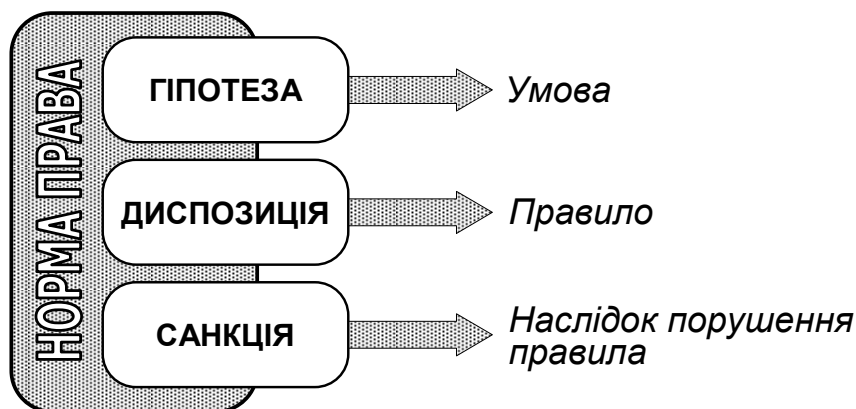 НОРМА ПРАВА
ГІПОТЕЗА
Умова
ДИСПОЗИЦІЯ
Правило
САНКЦІЯ
Наслідок порушення
правила